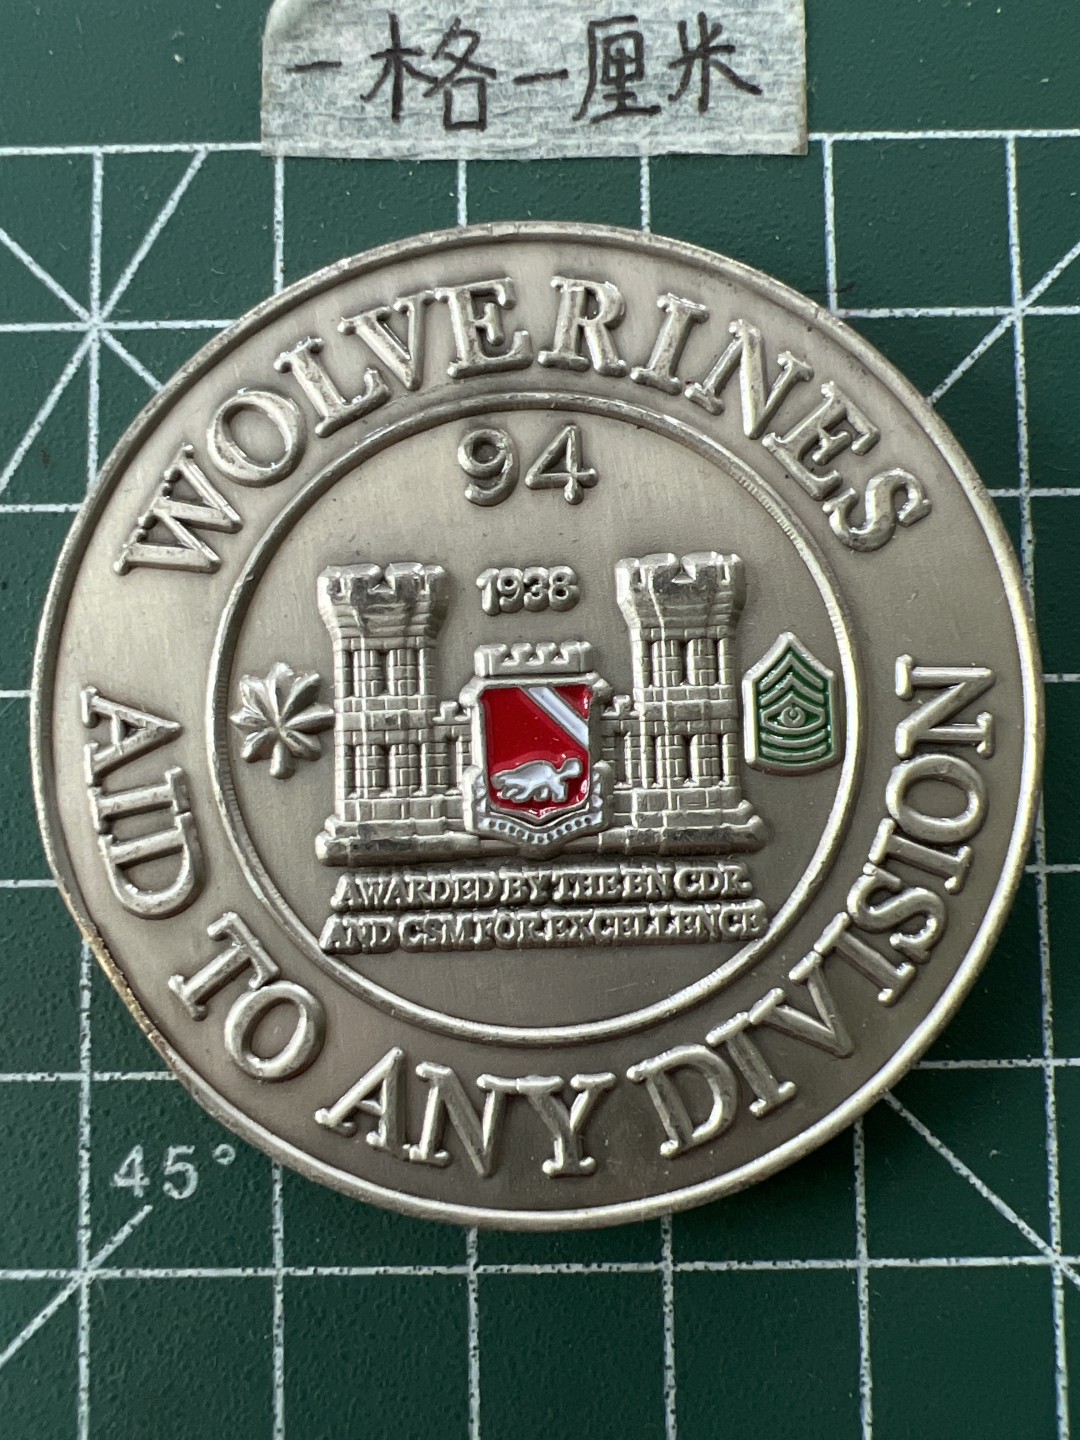 一格一厘米
WOLVERINES
94
1938
AWARDED BY THE BN CDR.
AND CSM FOR EXCELLENCE
AID TO ANY DIVISION
45°